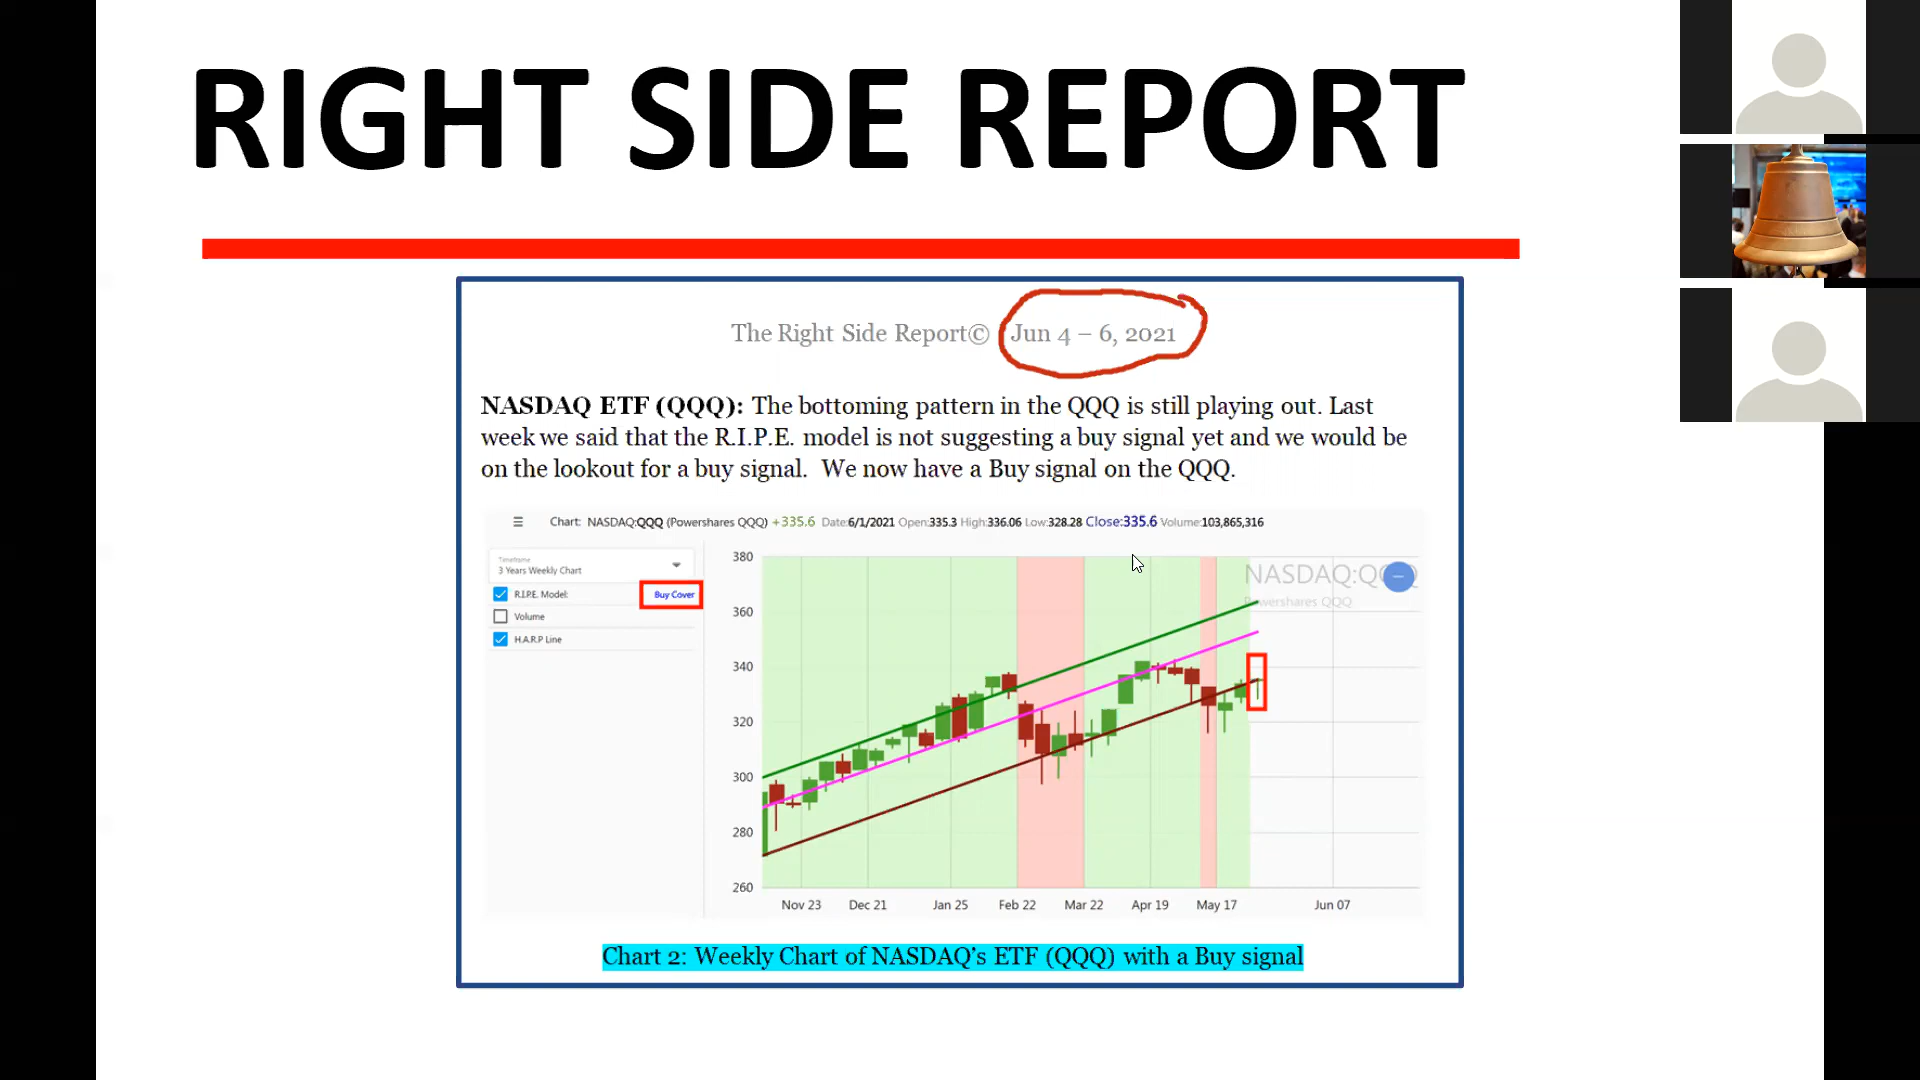 RIGHT SIDE REPORT
The Right Side Report© Jun 4 – 6, 2021
NASDAQ ETF (QQQ): The bottoming pattern in the QQQ is still playing out. Last
week we said that the R.I.P.E. model is not suggesting a buy signal yet and we would be
on the lookout for a buy signal. We now have a Buy signal on the QQQ.
Chart: NASDAQ:QQQ (Powershares QQQ) +335.6 Date:6/1/2021 Open:335.3 High:336.06 Low:328.28 Close:335.6 Volume:103,865,316
Timeframe
3 Years Weekly Chart
R.I.P.E. Model: Buy Cover
Volume
H.A.R.P Line
NASDAQ:QQQ
Powershares QQQ
380
360
340
320
300
280
260
Nov 23 Dec 21 Jan 25 Feb 22 Mar 22 Apr 19 May 17 Jun 07
Chart 2: Weekly Chart of NASDAQ's ETF (QQQ) with a Buy signal